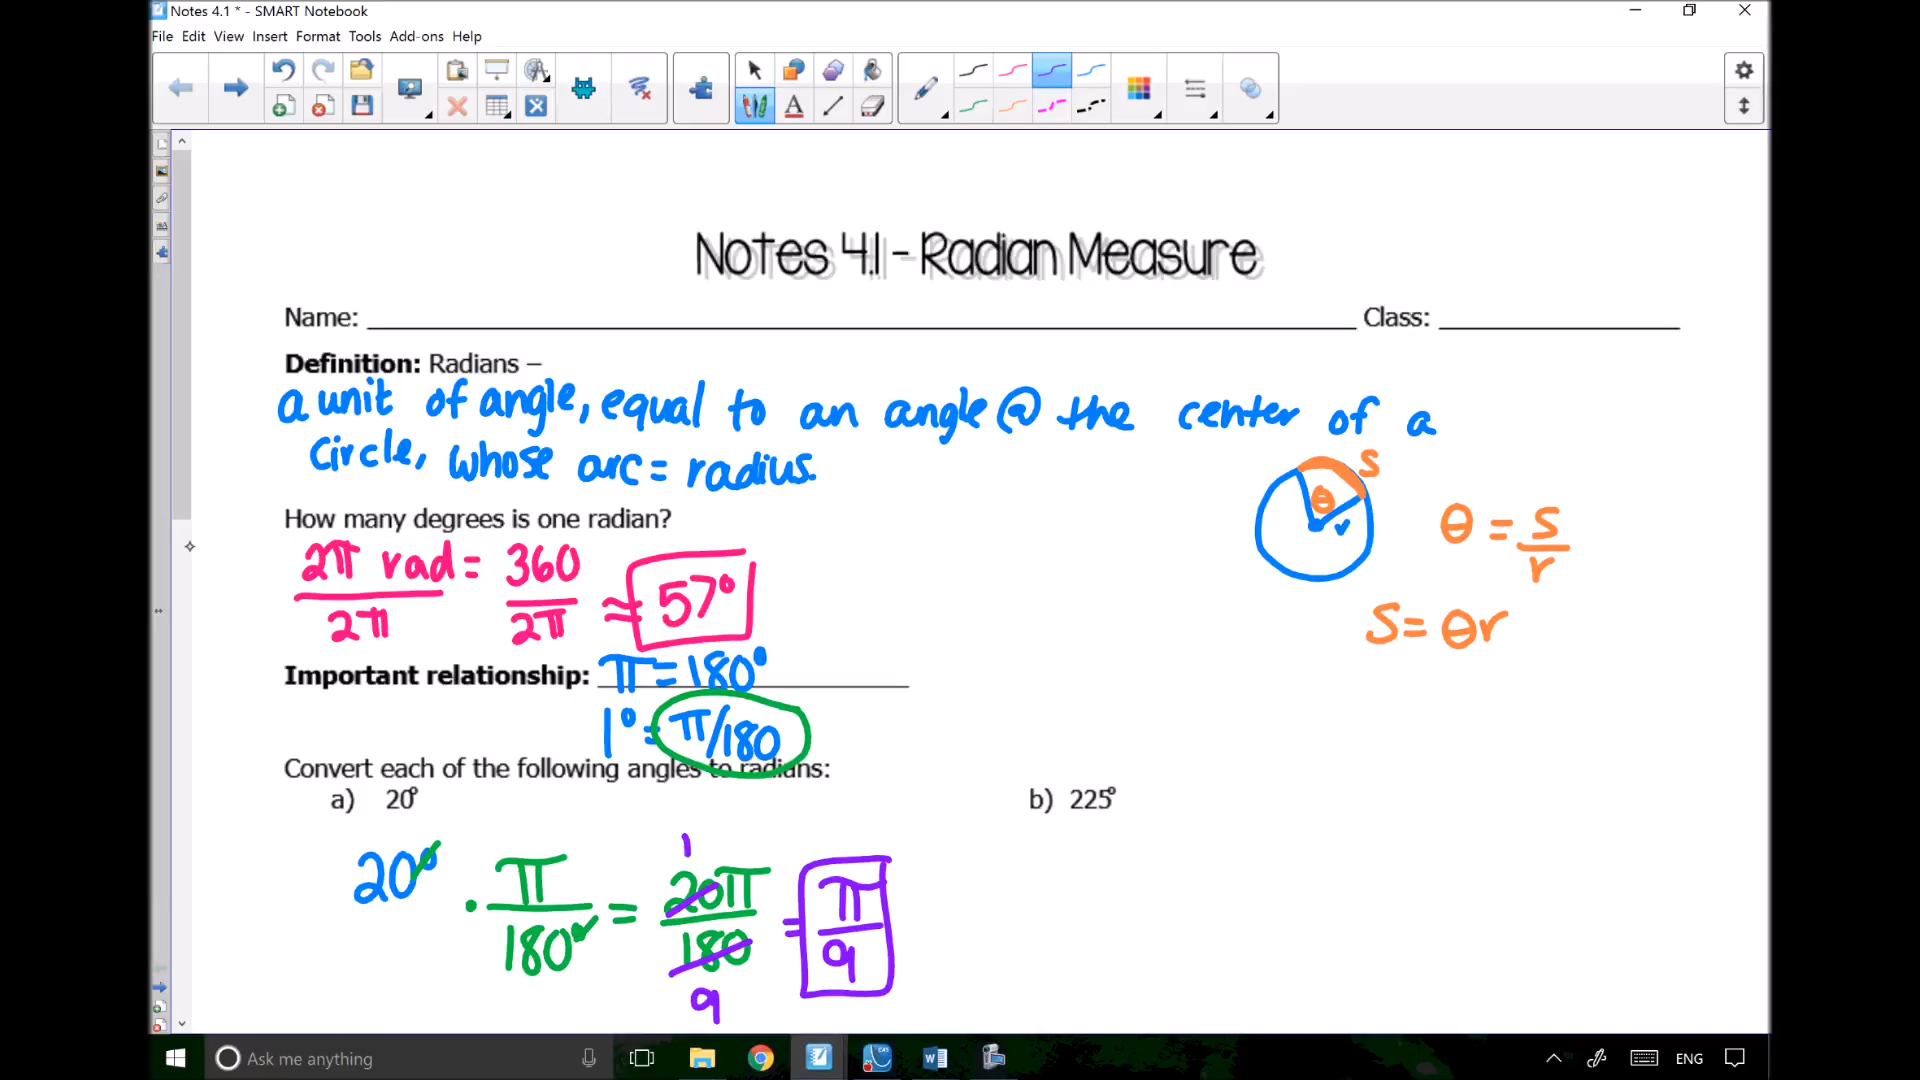 Notes 4.1 * - SMART Notebook
File Edit View Insert Format Tools Add-ons Help
Notes 4.1 - Radian Measure
Name: ______ Class: ______
Definition: Radians –
a unit of angle, equal to an angle @ the center of a
circle, whose arc = radius.
S
θ
r
θ = s/r
S = θr
How many degrees is one radian?
2π rad/2π = 360/2π ≈ 57°
Important relationship: π = 180°
1° = π/180
Convert each of the following angles to radians:
a) 20° b) 225°
20° · π/180° = 20π/180 = π/9
1
9
Ask me anything
ENG